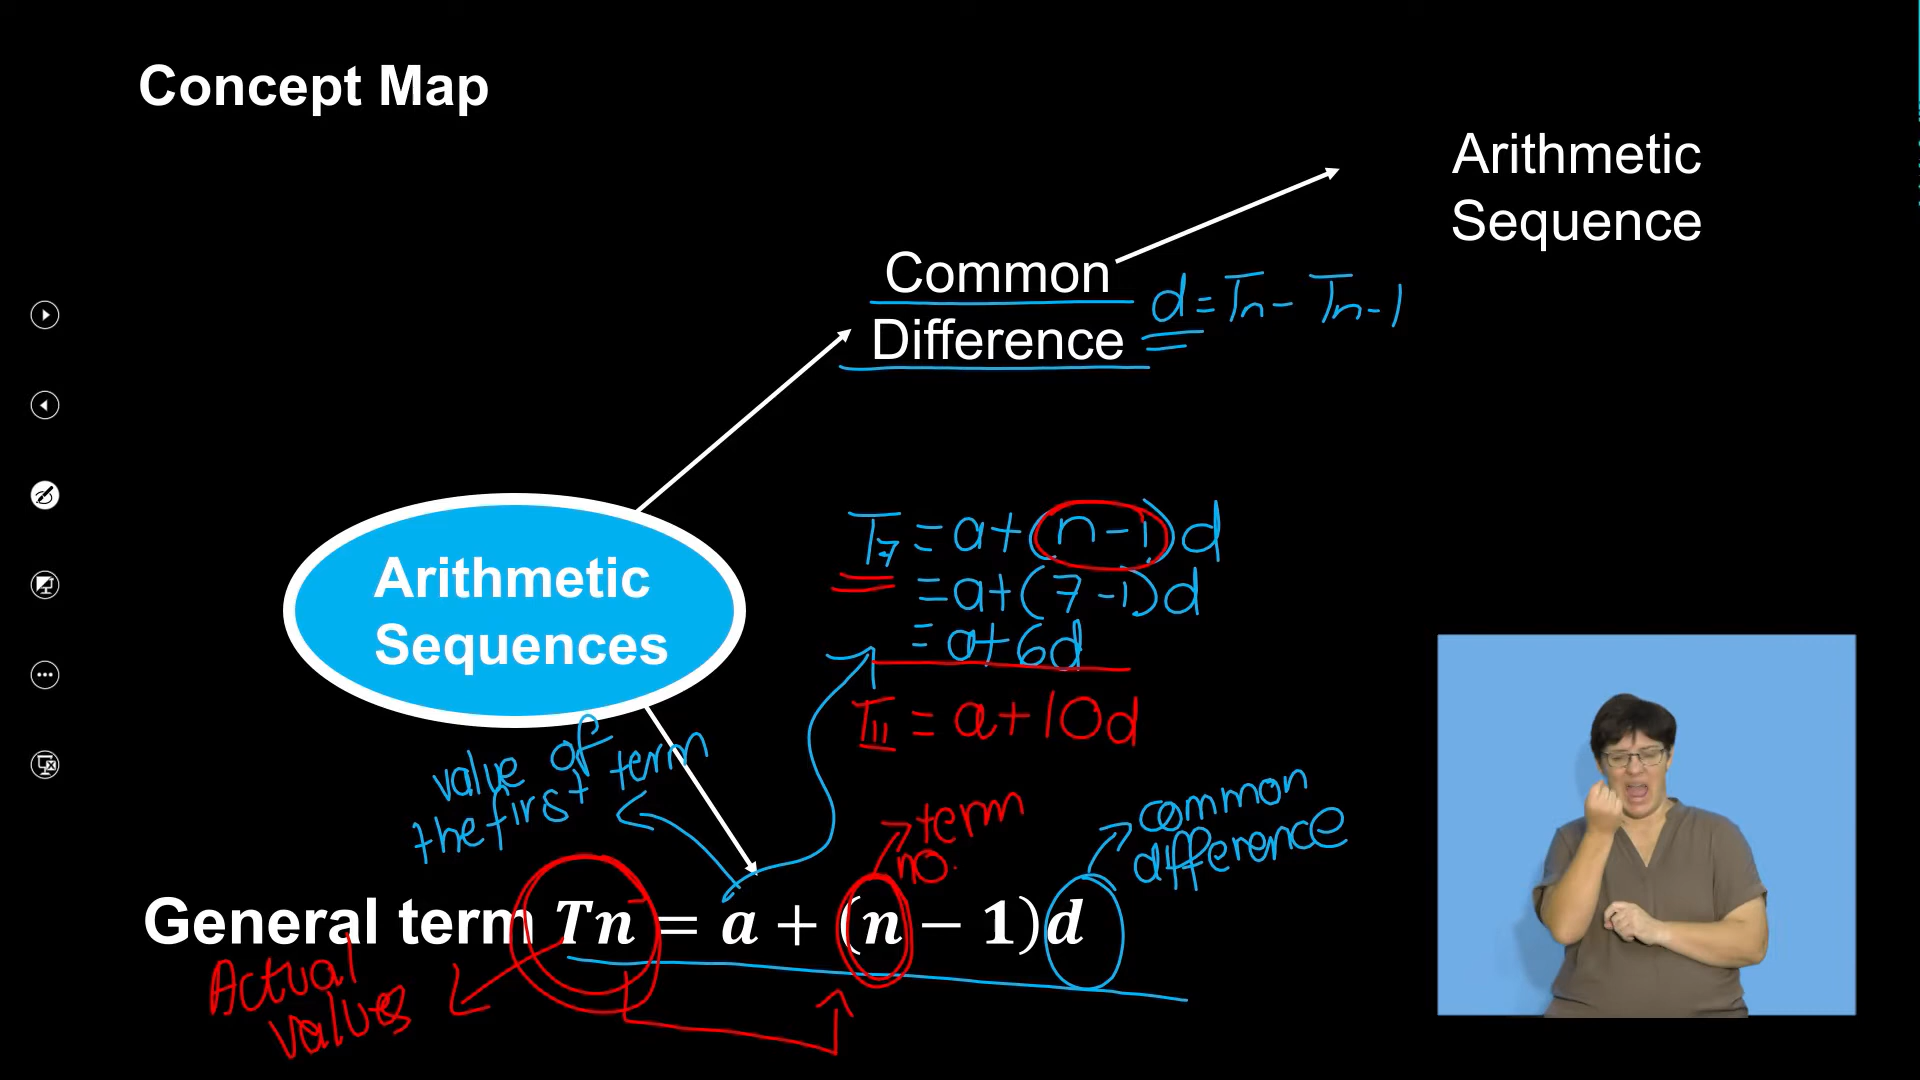 Concept Map
Arithmetic
Sequence
Common
Difference
d = Tn - Tn-1
Arithmetic
Sequences
T7 = a+(n-1)d
= a+(7-1)d
= a+6d
T11 = a+10d
value of
the first term
term
no.
common
difference
General term Tn = a + (n − 1)d
Actual
values